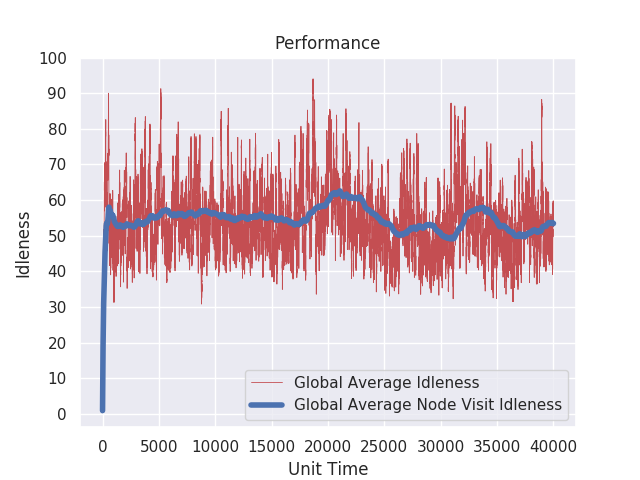 Performance
100
90
80
70
60
50
40
30
20
10
0
Idleness
0 5000 10000 15000 20000 25000 30000 35000 40000
Unit Time
Global Average Idleness
Global Average Node Visit Idleness